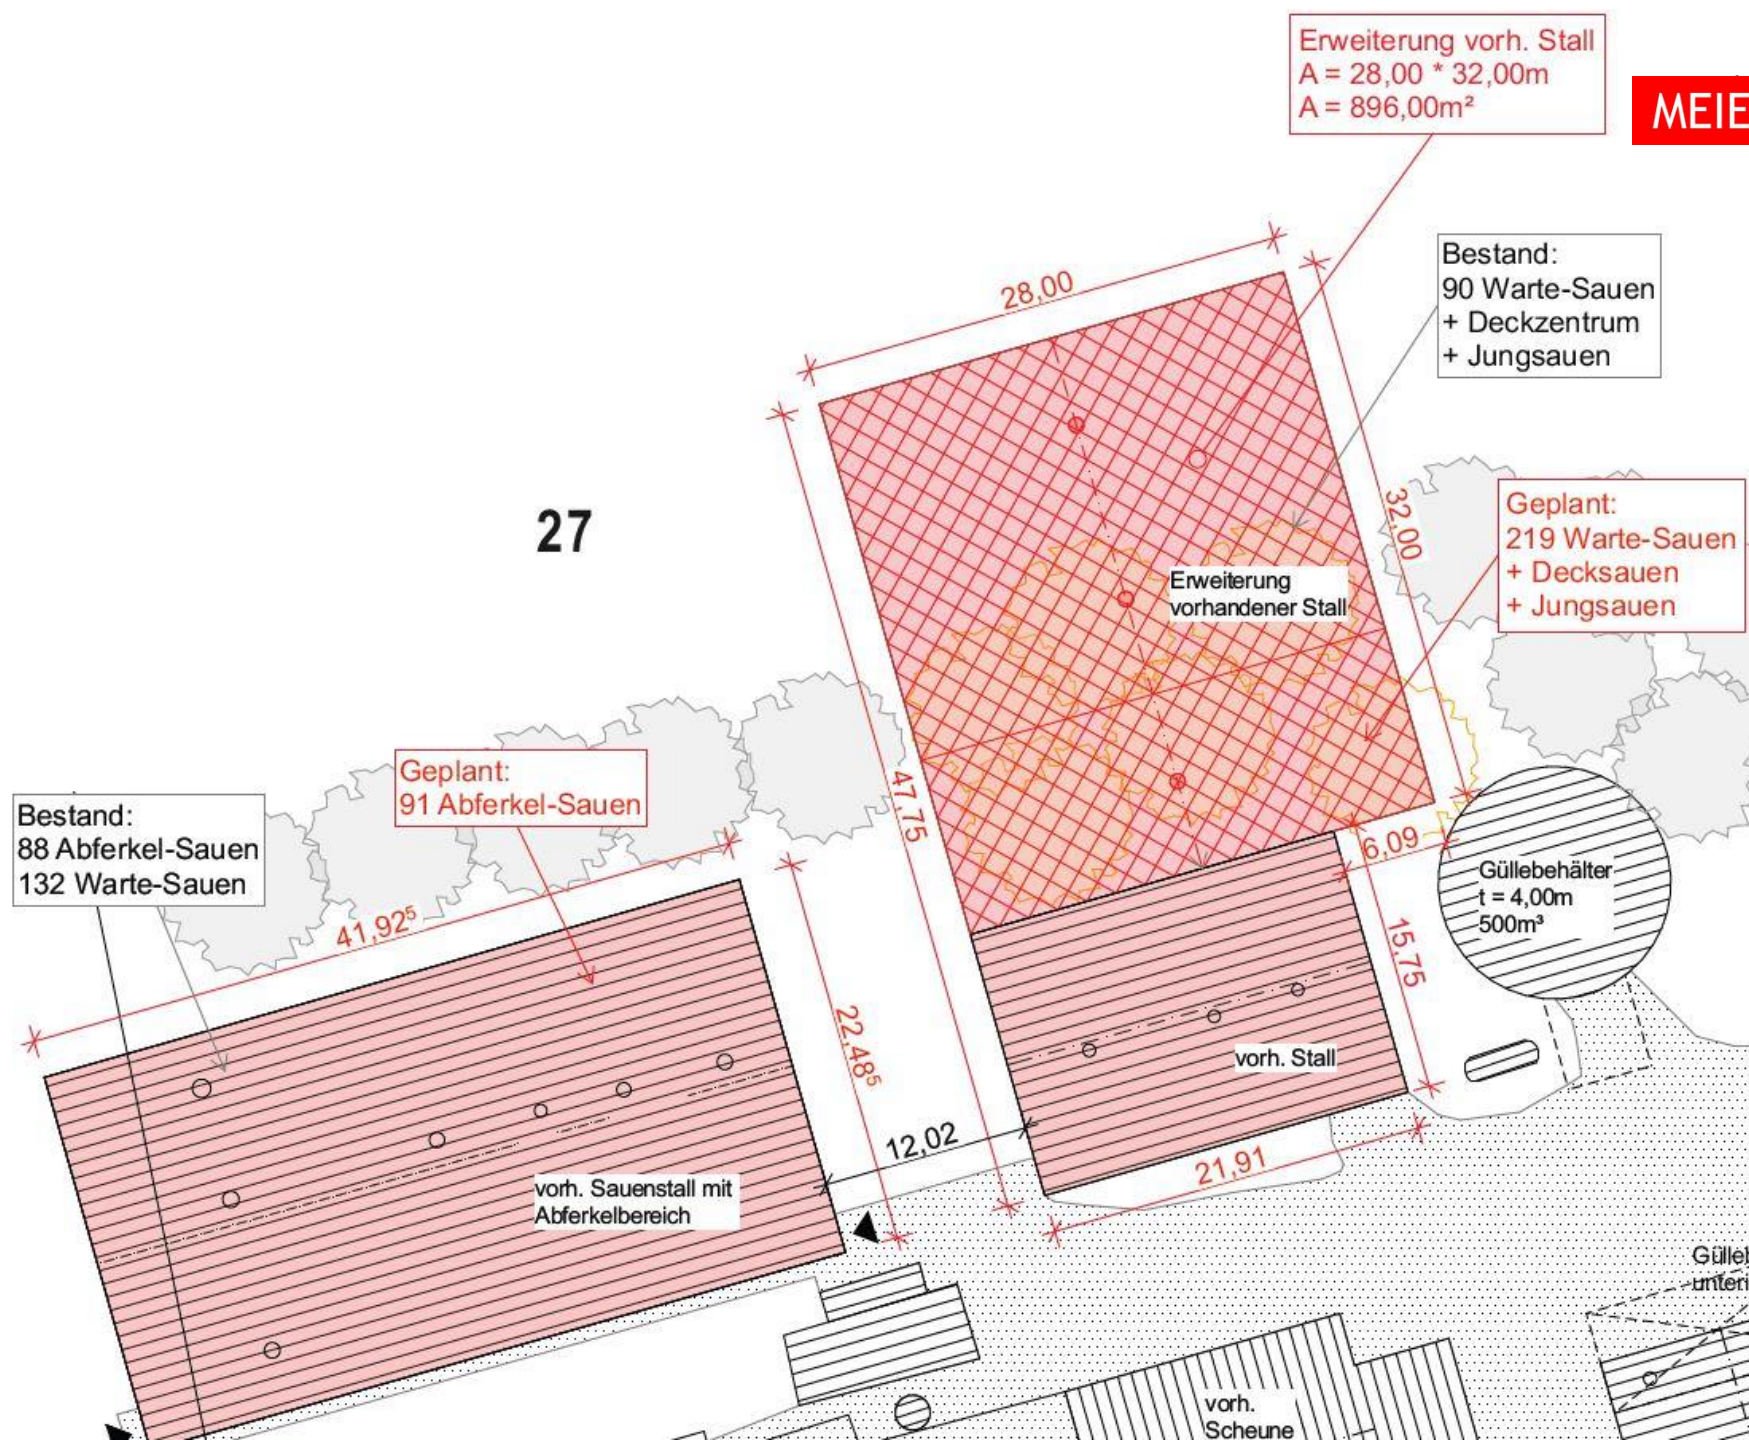 Erweiterung vorh. Stall
A = 28,00 * 32,00m
A = 896,00m²
MEIE
Bestand:
90 Warte-Sauen
+ Deckzentrum
+ Jungsauen
28,00
32,00
Geplant:
219 Warte-Sauen
+ Decksauen
+ Jungsauen
27
Erweiterung
vorhandener Stall
Geplant:
91 Abferkel-Sauen
47,75
Bestand:
88 Abferkel-Sauen
132 Warte-Sauen
6,09
Güllebehälter
t = 4,00m
500m³
41,92⁵
15,75
22,48⁵
vorh. Stall
12,02
21,91
vorh. Sauenstall mit
Abferkelbereich
vorh.
Scheune